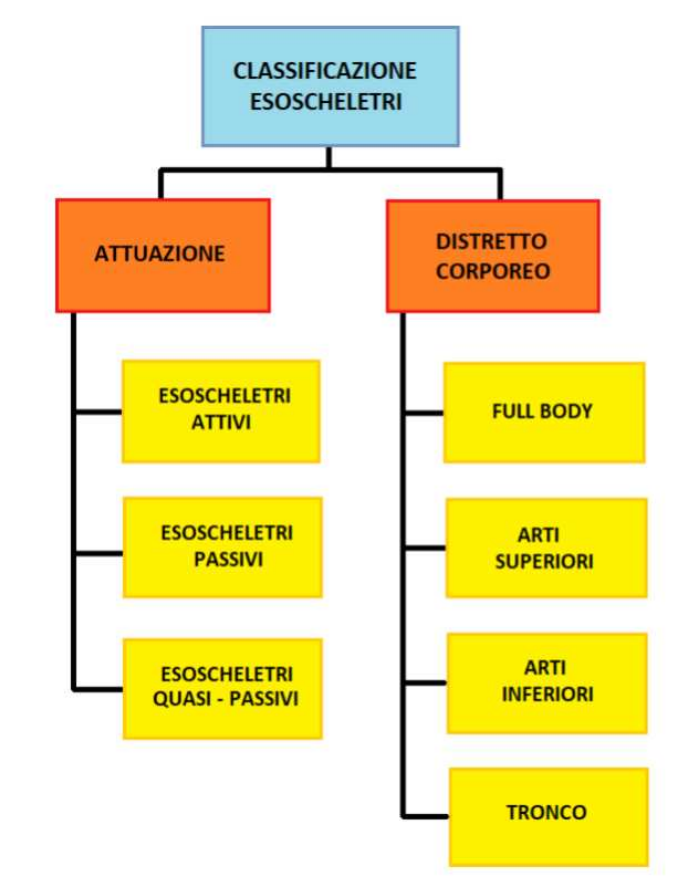 CLASSIFICAZIONE
ESOSCHELETRI
ATTUAZIONE
ESOSCHELETRI
ATTIVI
ESOSCHELETRI
PASSIVI
ESOSCHELETRI
QUASI - PASSIVI
DISTRETTO
CORPOREO
FULL BODY
ARTI
SUPERIORI
ARTI
INFERIORI
TRONCO